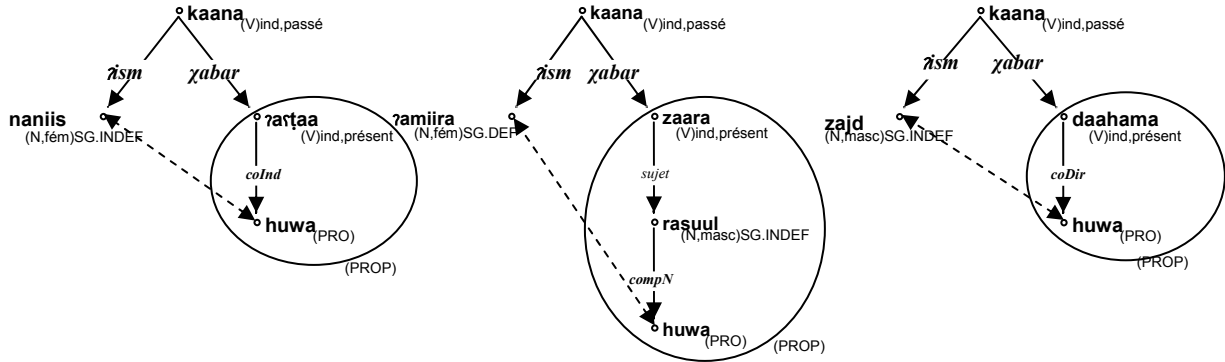 kaana(V)ind,passé
ʔism
χabar
naniis(N,fém)SG.INDEF
ʔaʕṭaa(V)ind,présent
coInd
huwa(PRO)
(PROP)
kaana(V)ind,passé
ʔism
χabar
ʔamiira(N,fém)SG.DEF
zaara(V)ind,présent
sujet
rasuul(N,masc)SG.INDEF
compN
huwa(PRO)
(PROP)
kaana(V)ind,passé
ʔism
χabar
zajd(N,masc)SG.INDEF
daahama(V)ind,présent
coDir
huwa(PRO)
(PROP)